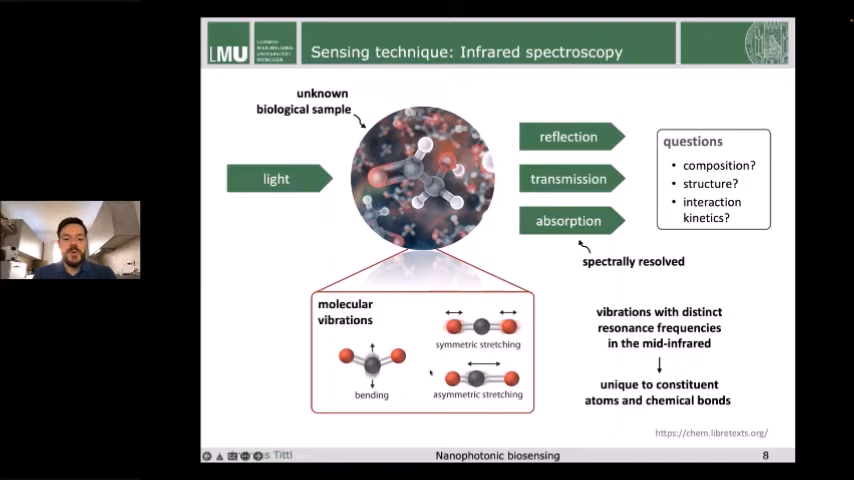 LMU
LUDWIG-
MAXIMILIANS-
UNIVERSITÄT
MÜNCHEN
Sensing technique: Infrared spectroscopy
unknown
biological sample
light
reflection
transmission
absorption
spectrally resolved
questions
• composition?
• structure?
• interaction
kinetics?
molecular
vibrations
symmetric stretching
bending
asymmetric stretching
vibrations with distinct
resonance frequencies
in the mid-infrared
unique to constituent
atoms and chemical bonds
https://chem.libretexts.org/
Tittl
Nanophotonic biosensing
8